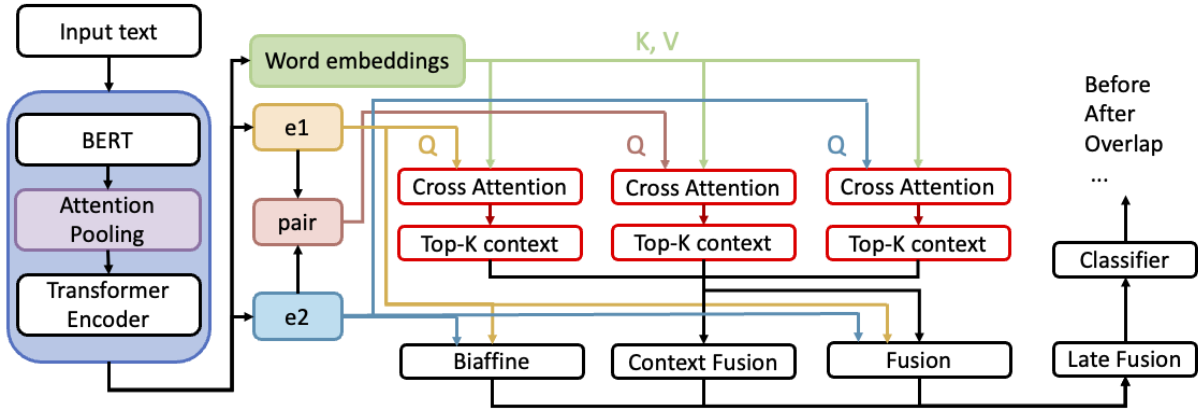 Input text
BERT
Attention
Pooling
Transformer
Encoder
Word embeddings
K, V
e1
pair
e2
Q
Q
Q
Cross Attention
Cross Attention
Cross Attention
Top-K context
Top-K context
Top-K context
Biaffine
Context Fusion
Fusion
Late Fusion
Classifier
Before
After
Overlap
...